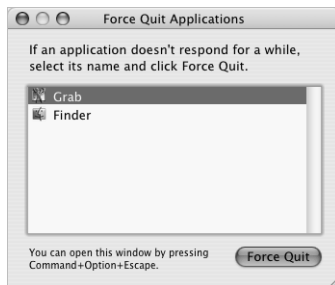 Force Quit Applications
If an application doesn't respond for a while,
select its name and click Force Quit.
Grab
Finder
You can open this window by pressing
Command+Option+Escape.
Force Quit